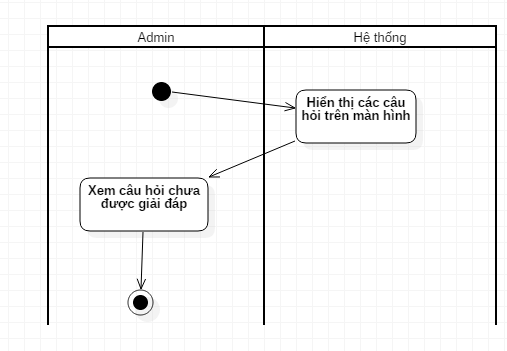 Admin
Hệ thống
Hiển thị các câu
hỏi trên màn hình
Xem câu hỏi chưa
được giải đáp